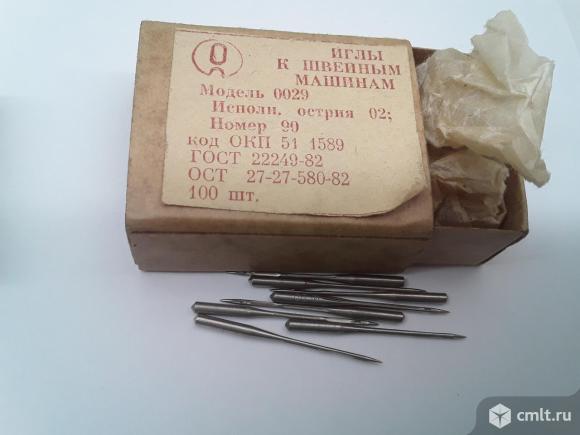 ИГЛЫ
К ШВЕЙНЫМ
МАШИНАМ
Модель 0029
Исполн. острия 02;
Номер 90
код ОКП 51 1589
ГОСТ 22249-82
ОСТ 27-27-580-82
100 шт.
cmlt.ru